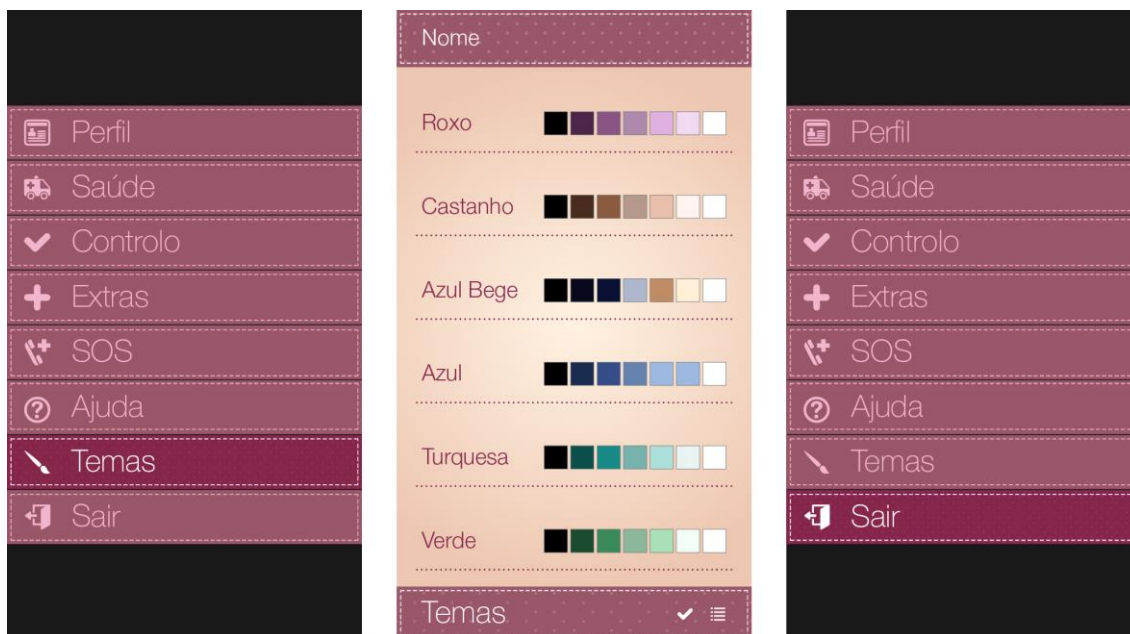 Perfil
Saúde
Controlo
Extras
SOS
Ajuda
Temas
Sair
Nome
Roxo
Castanho
Azul Bege
Azul
Turquesa
Verde
Temas
Perfil
Saúde
Controlo
Extras
SOS
Ajuda
Temas
Sair